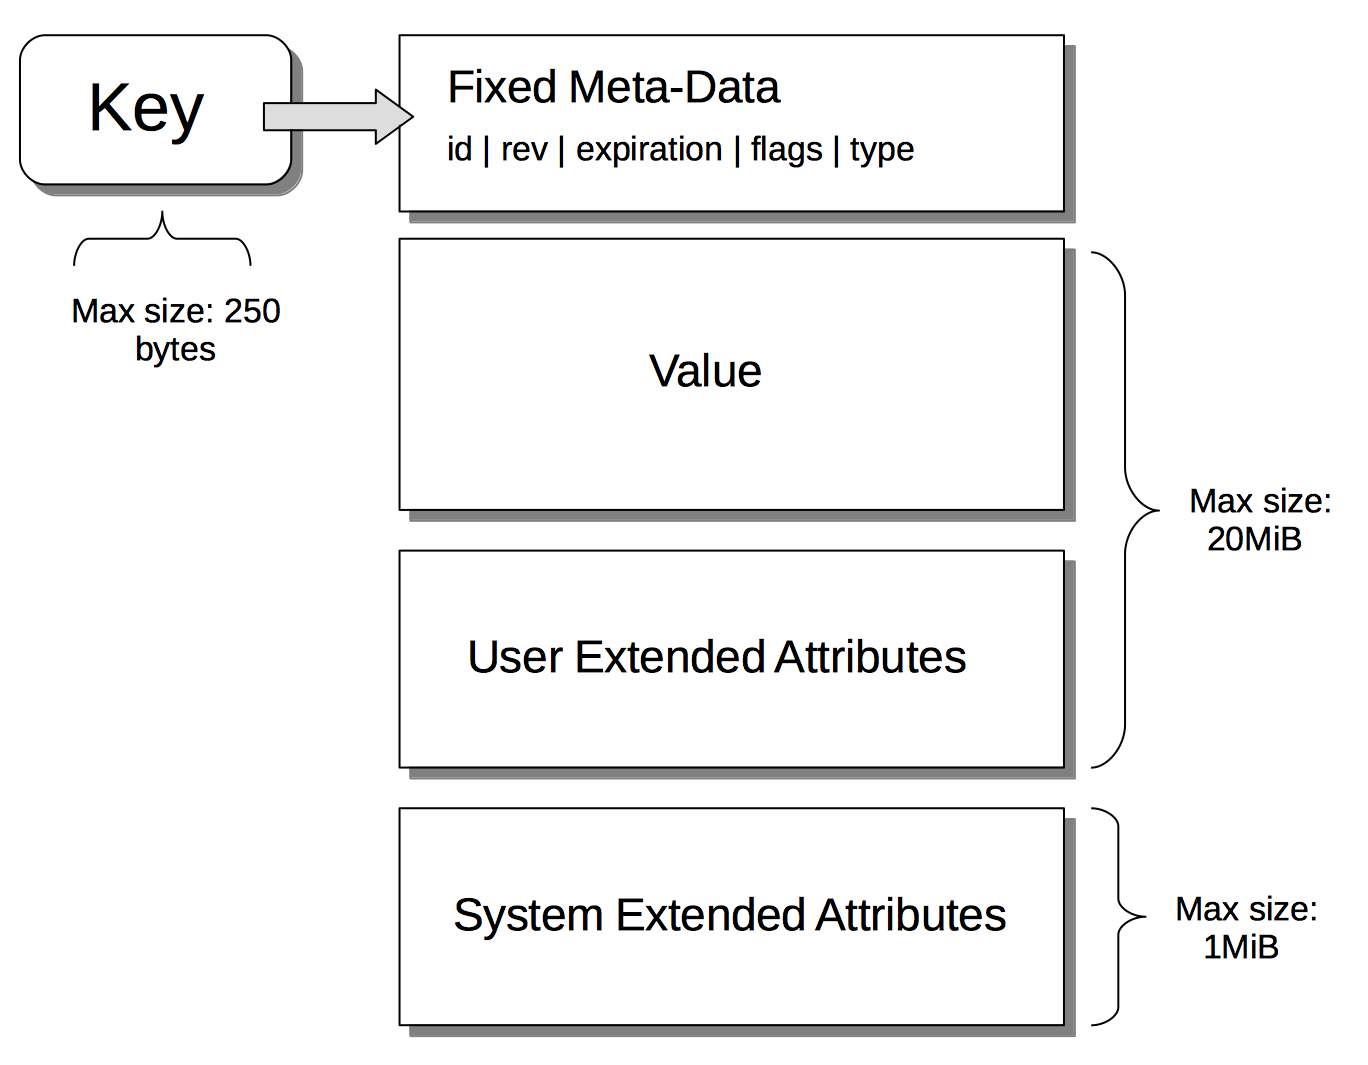 Key
Fixed Meta-Data
id | rev | expiration | flags | type
Max size: 250
bytes
Value
Max size:
20MiB
User Extended Attributes
System Extended Attributes
Max size:
1MiB